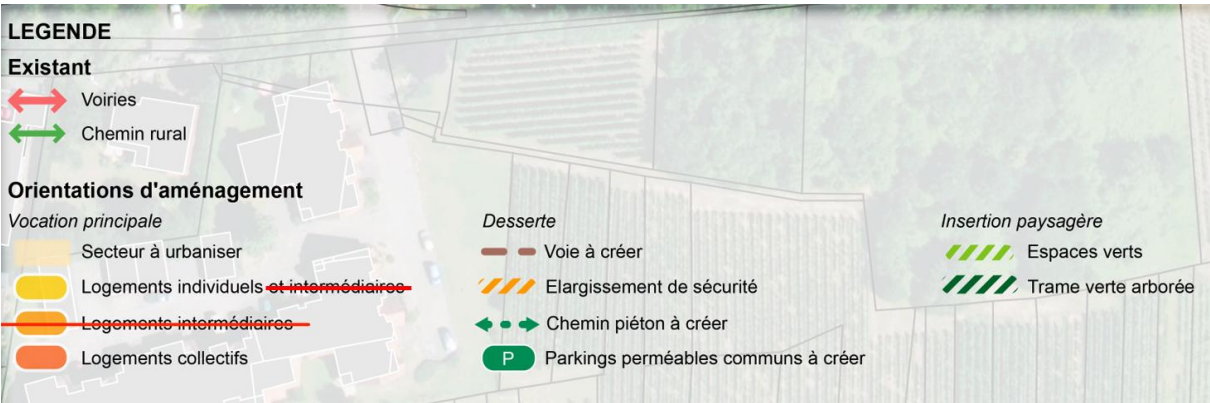 LEGENDE
Existant
Voiries
Chemin rural
Orientations d'aménagement
Vocation principale
Secteur à urbaniser
Logements individuels et intermédiaires
Logements intermédiaires
Logements collectifs
Desserte
Voie à créer
Elargissement de sécurité
Chemin piéton à créer
P Parkings perméables communs à créer
Insertion paysagère
Espaces verts
Trame verte arborée